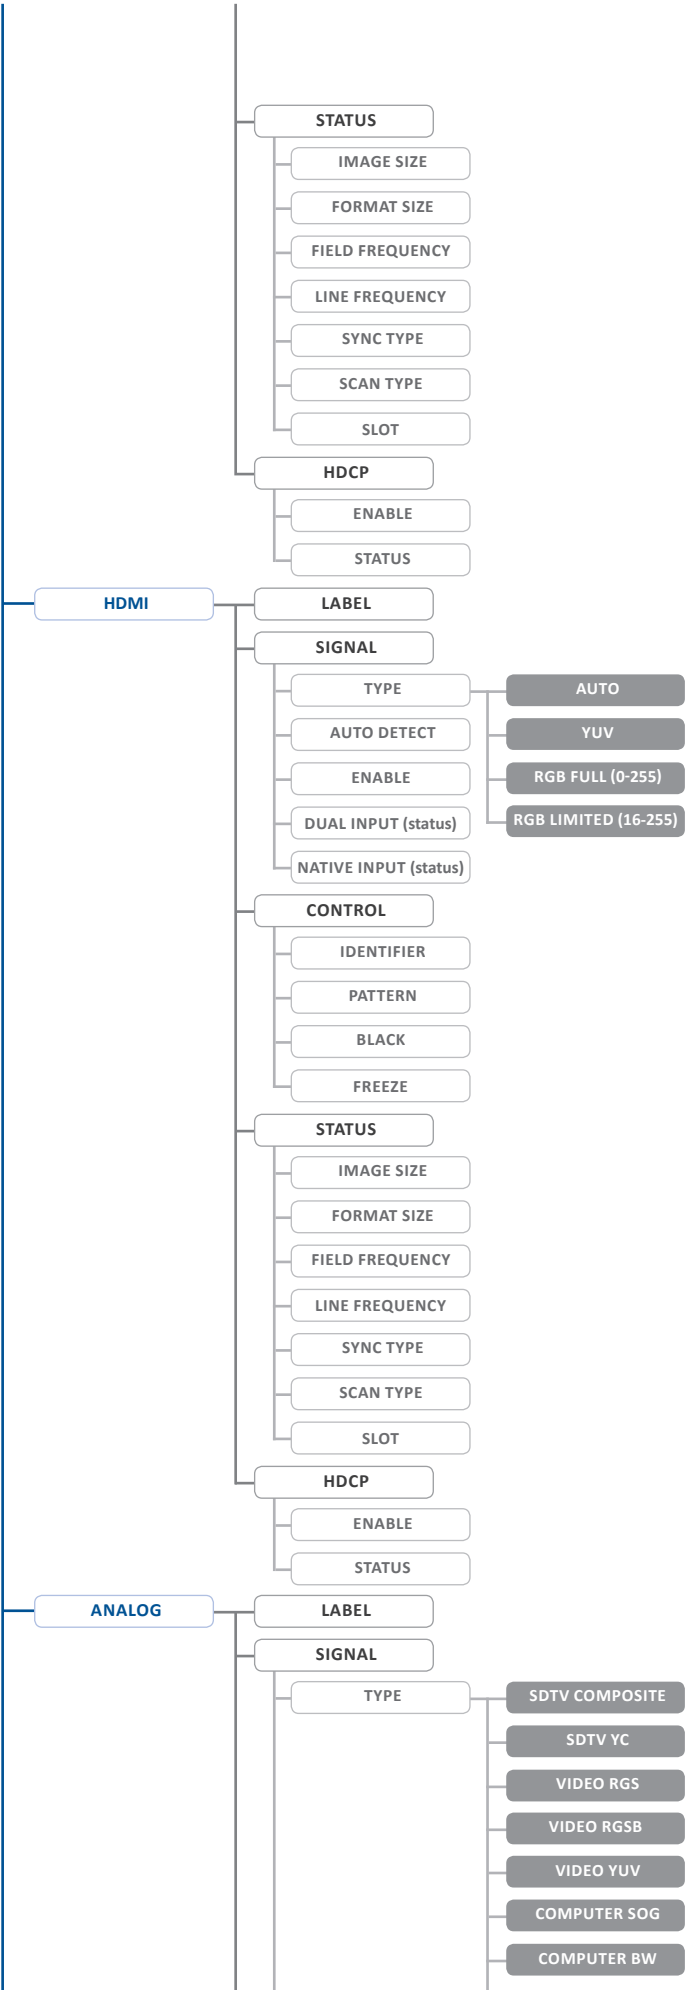 STATUS
IMAGE SIZE
FORMAT SIZE
FIELD FREQUENCY
LINE FREQUENCY
SYNC TYPE
SCAN TYPE
SLOT
HDCP
ENABLE
STATUS
HDMI
LABEL
SIGNAL
TYPE
AUTO
AUTO DETECT
YUV
ENABLE
RGB FULL (0-255)
DUAL INPUT (status)
RGB LIMITED (16-255)
NATIVE INPUT (status)
CONTROL
IDENTIFIER
PATTERN
BLACK
FREEZE
STATUS
IMAGE SIZE
FORMAT SIZE
FIELD FREQUENCY
LINE FREQUENCY
SYNC TYPE
SCAN TYPE
SLOT
HDCP
ENABLE
STATUS
ANALOG
LABEL
SIGNAL
TYPE
SDTV COMPOSITE
SDTV YC
VIDEO RGS
VIDEO RGSB
VIDEO YUV
COMPUTER SOG
COMPUTER BW